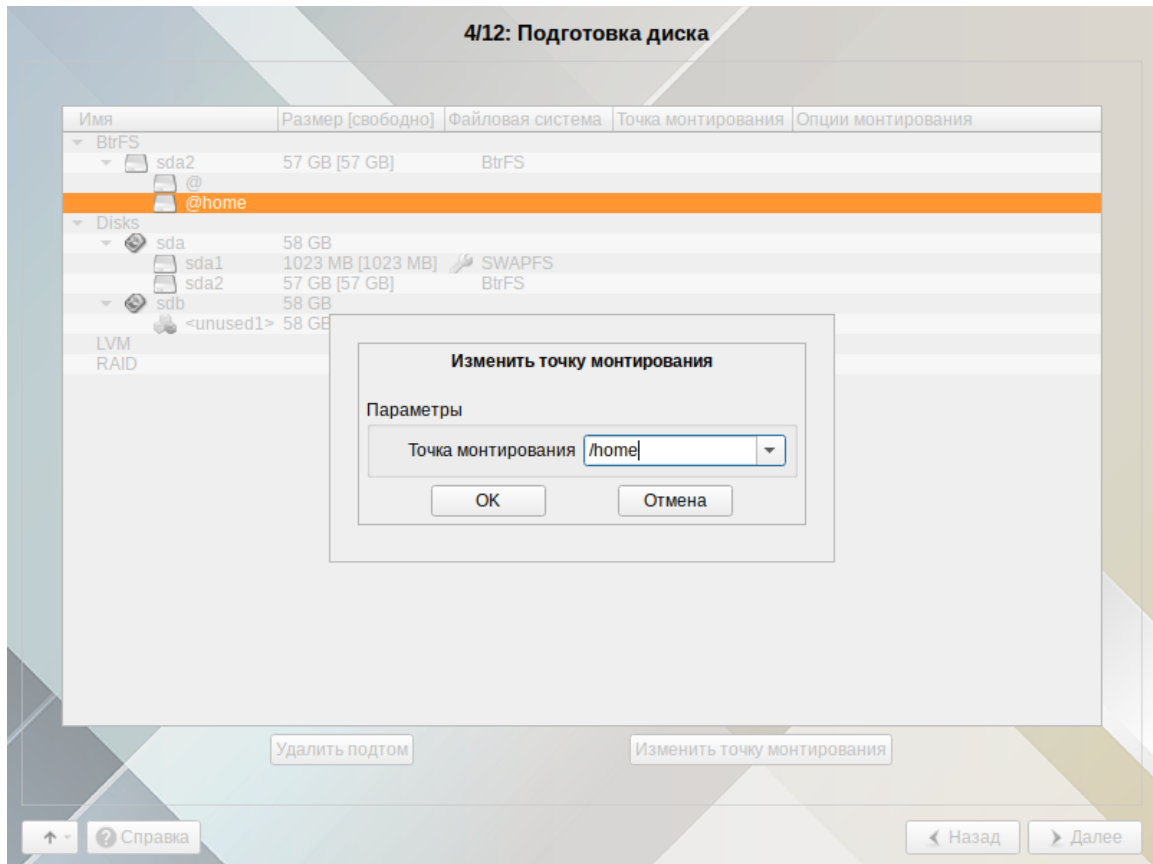 4/12: Подготовка диска
Имя Размер [свободно] Файловая система Точка монтирования Опции монтирования
BtrFS
sda2 57 GB [57 GB] BtrFS
@
@home
Disks
sda 58 GB
sda1 1023 MB [1023 MB] SWAPFS
sda2 57 GB [57 GB] BtrFS
sdb 58 GB
<unused1> 58 GB
LVM
RAID
Изменить точку монтирования
Параметры
Точка монтирования /home
OK Отмена
Удалить подтом Изменить точку монтирования
Справка Назад Далее